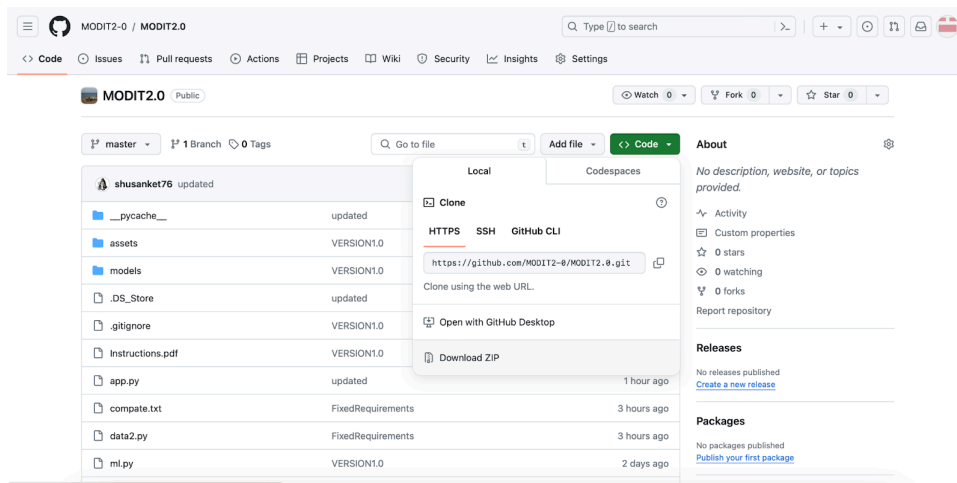 MODIT2-0 / MODIT2.0
Type / to search
Code
Issues
Pull requests
Actions
Projects
Wiki
Security
Insights
Settings
MODIT2.0 Public
Watch 0
Fork 0
Star 0
master
1 Branch
0 Tags
Go to file t
Add file
Code
About
No description, website, or topics
provided.
Activity
Custom properties
0 stars
0 watching
0 forks
Report repository
Releases
No releases published
Create a new release
Packages
No packages published
Publish your first package
Local
Codespaces
Clone
HTTPS SSH GitHub CLI
https://github.com/MODIT2-0/MODIT2.0.git
Clone using the web URL.
Open with GitHub Desktop
Download ZIP
shusanket76 updated
__pycache__ updated
assets VERSION1.0
models VERSION1.0
.DS_Store updated
.gitignore VERSION1.0
Instructions.pdf VERSION1.0
app.py updated 1 hour ago
compate.txt FixedRequirements 3 hours ago
data2.py FixedRequirements 3 hours ago
ml.py VERSION1.0 2 days ago